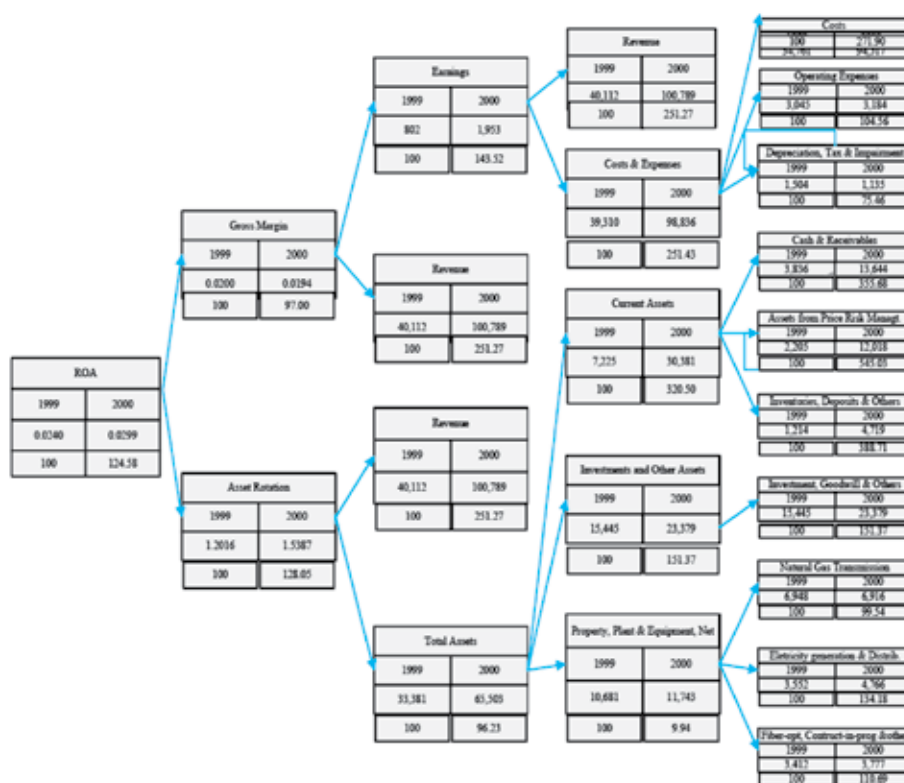 ROA
1999 2000
0.0240 0.0299
100 124.58
Gross Margin
1999 2000
0.0200 0.0194
100 97.00
Asset Rotation
1999 2000
1.2016 1.5387
100 128.05
Earnings
1999 2000
802 1,953
100 143.52
Revenue
1999 2000
40,112 100,789
100 251.27
Revenue
1999 2000
40,112 100,789
100 251.27
Total Assets
1999 2000
33,381 65,503
100 96.23
Revenue
1999 2000
40,112 100,789
100 251.27
Costs & Expenses
1999 2000
39,310 98,836
100 251.43
Current Assets
1999 2000
7,225 30,381
100 320.50
Investments and Other Assets
1999 2000
15,445 23,379
100 151.37
Property, Plant & Equipment, Net
1999 2000
10,681 11,743
100 9.94
Costs
100 271.90
34,761 94,517
Operating Expenses
1999 2000
3,045 3,184
100 104.56
Depreciation, Tax & Impairment
1999 2000
1,504 1,135
100 75.46
Cash & Receivables
1999 2000
3,836 13,644
100 355.68
Assets from Price Risk Managt.
1999 2000
2,205 12,018
100 545.03
Inventories, Deposits & Others
1999 2000
1,214 4,719
100 388.71
Investment, Goodwill & Others
1999 2000
15,445 23,379
100 151.37
Natural Gas Transmission
1999 2000
6,948 6,916
100 99.54
Eletricity generation & Distrib.
1999 2000
3,552 4,766
100 134.18
Fiber-opt, Contract-in-prog &othe
1999 2000
3,412 3,777
100 110.69